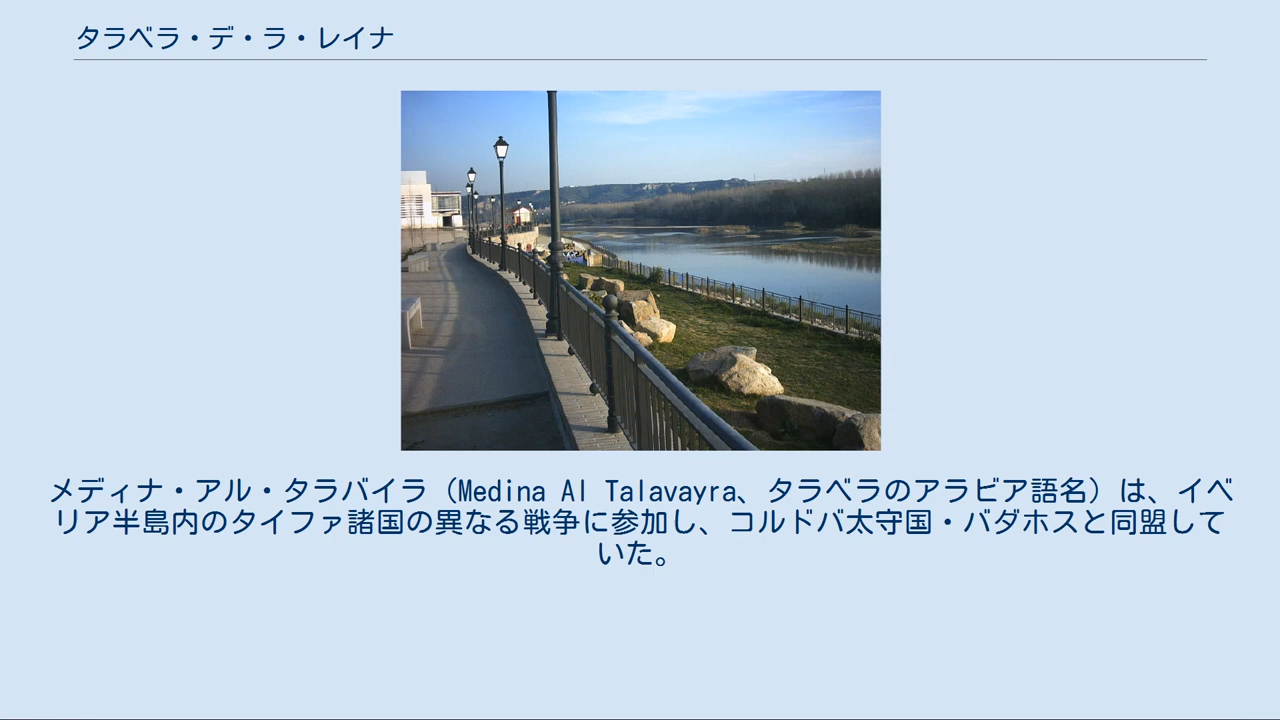 タラベラ・デ・ラ・レイナ
メディナ・アル・タラバイラ（Medina Al Talavayra、タラベラのアラビア語名）は、イベ
リア半島内のタイファ諸国の異なる戦争に参加し、コルドバ太守国・バダホスと同盟して
いた。